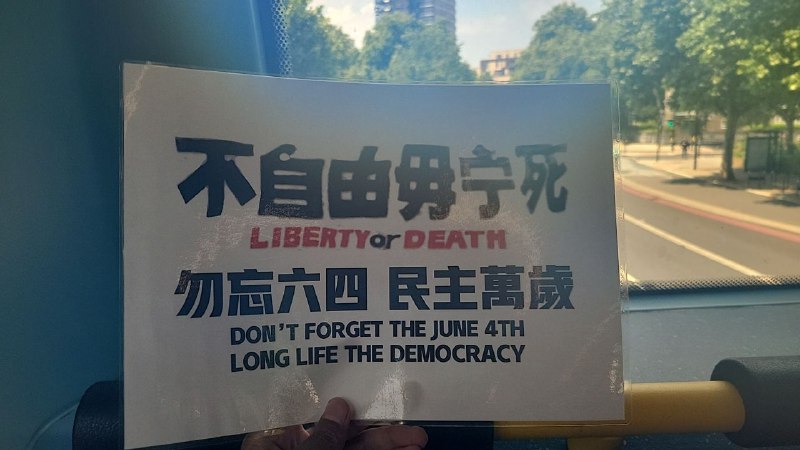 不自由毋宁死
LIBERTY or DEATH
勿忘六四 民主萬歲
DON'T FORGET THE JUNE 4TH
LONG LIFE THE DEMOCRACY